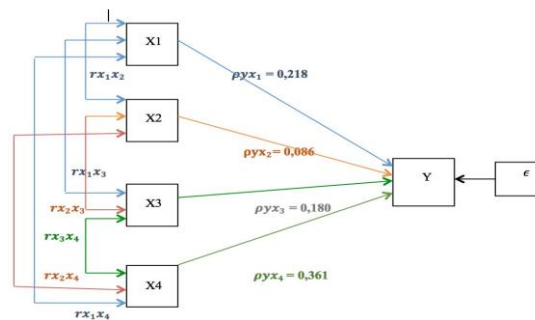 X1
rx₁x₂
ρyx₁ = 0,218
X2
ρyx₂= 0,086
rx₁x₃
Y
ϵ
X3
rx₂x₃
ρyx₃ = 0,180
rx₃x₄
rx₂x₄
X4
ρyx₄ = 0,361
rx₁x₄